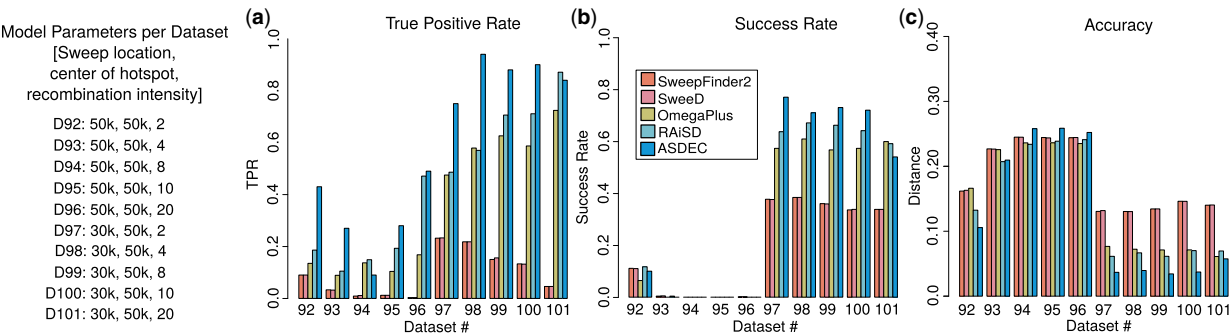 Model Parameters per Dataset
[Sweep location,
center of hotspot,
recombination intensity]
D92: 50k, 50k, 2
D93: 50k, 50k, 4
D94: 50k, 50k, 8
D95: 50k, 50k, 10
D96: 50k, 50k, 20
D97: 30k, 50k, 2
D98: 30k, 50k, 4
D99: 30k, 50k, 8
D100: 30k, 50k, 10
D101: 30k, 50k, 20
(a)
True Positive Rate
TPR
0.0 0.2 0.4 0.6 0.8 1.0
92 93 94 95 96 97 98 99 100 101
Dataset #
(b)
Success Rate
Success Rate
0.0 0.2 0.4 0.6 0.8 1.0
SweepFinder2
SweeD
OmegaPlus
RAiSD
ASDEC
92 93 94 95 96 97 98 99 100 101
Dataset #
(c)
Accuracy
Distance
0.0 0.10 0.20 0.30 0.40
92 93 94 95 96 97 98 99 100 101
Dataset #